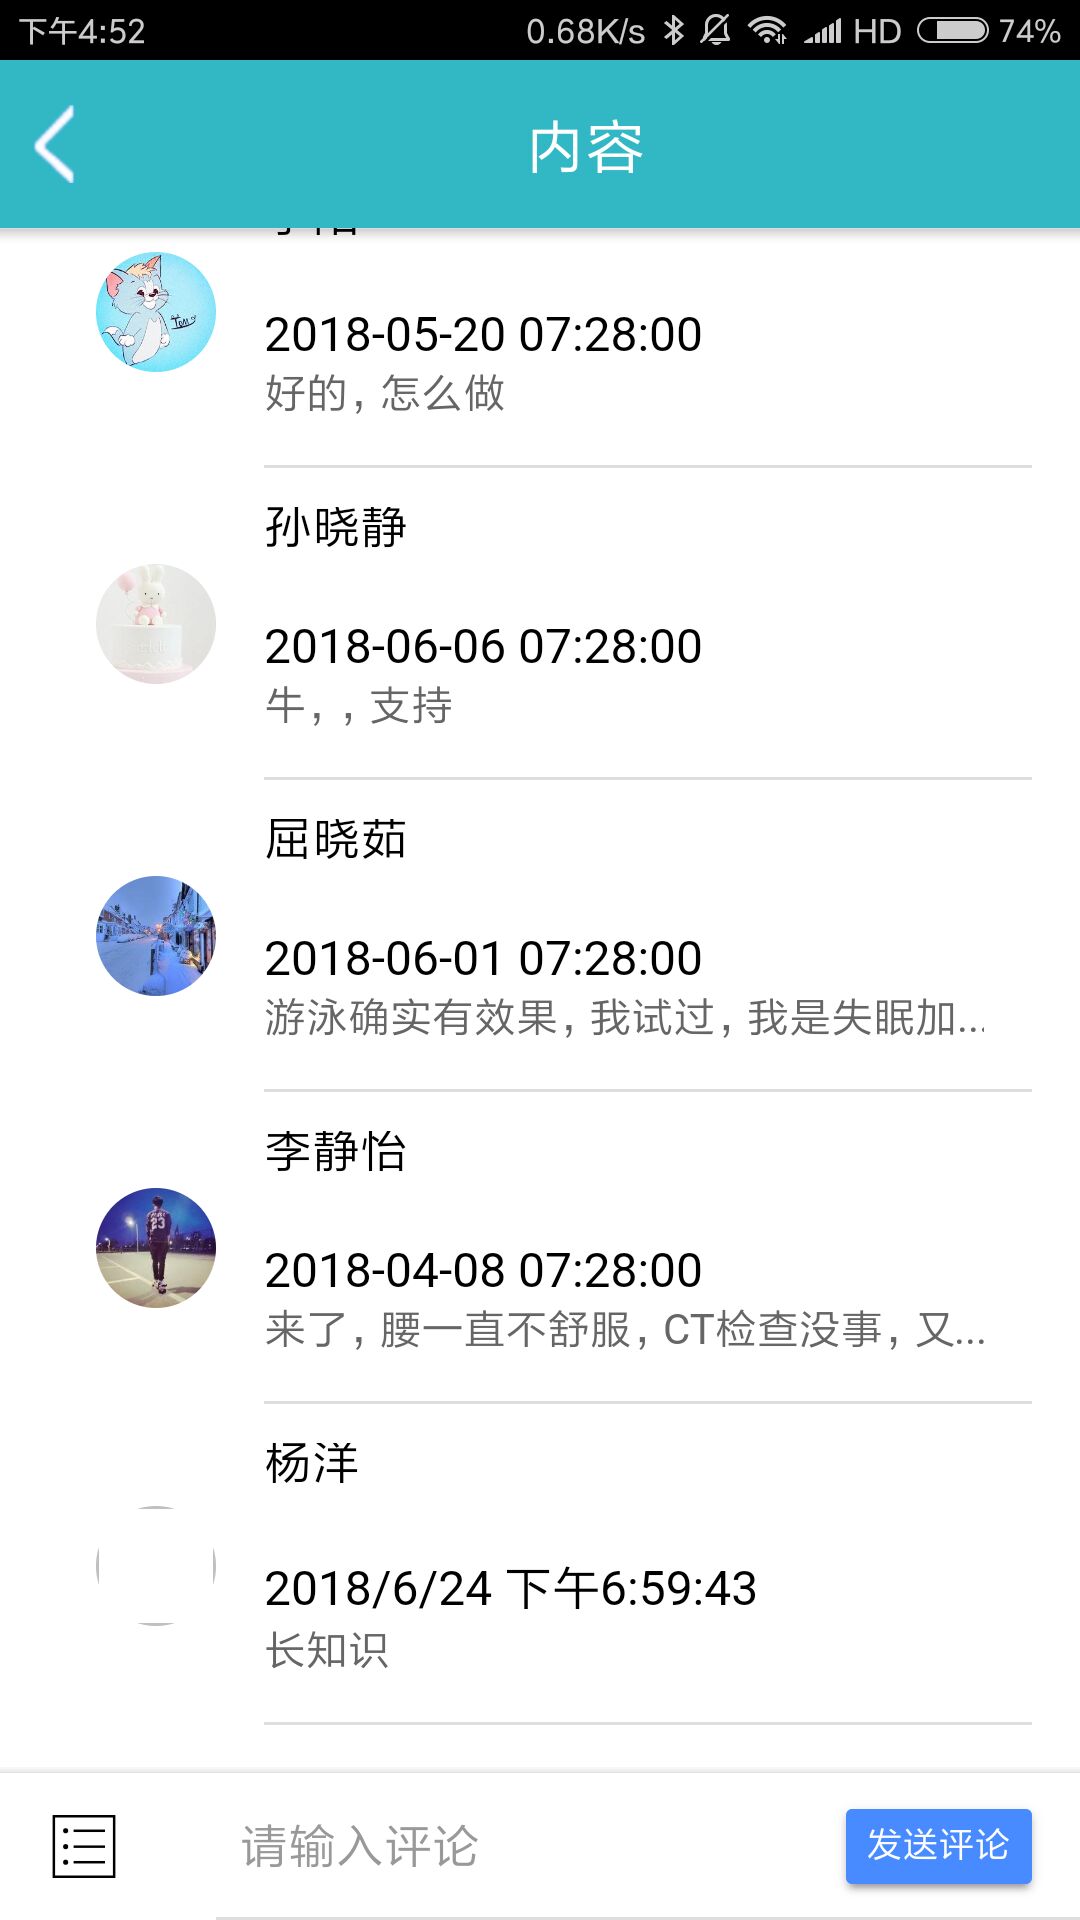 下午4:52 0.68K/s HD 74%
内容
2018-05-20 07:28:00
好的，怎么做
孙晓静
2018-06-06 07:28:00
牛，，支持
屈晓茹
2018-06-01 07:28:00
游泳确实有效果，我试过，我是失眠加...
李静怡
2018-04-08 07:28:00
来了，腰一直不舒服，CT检查没事，又...
杨洋
2018/6/24 下午6:59:43
长知识
请输入评论 发送评论